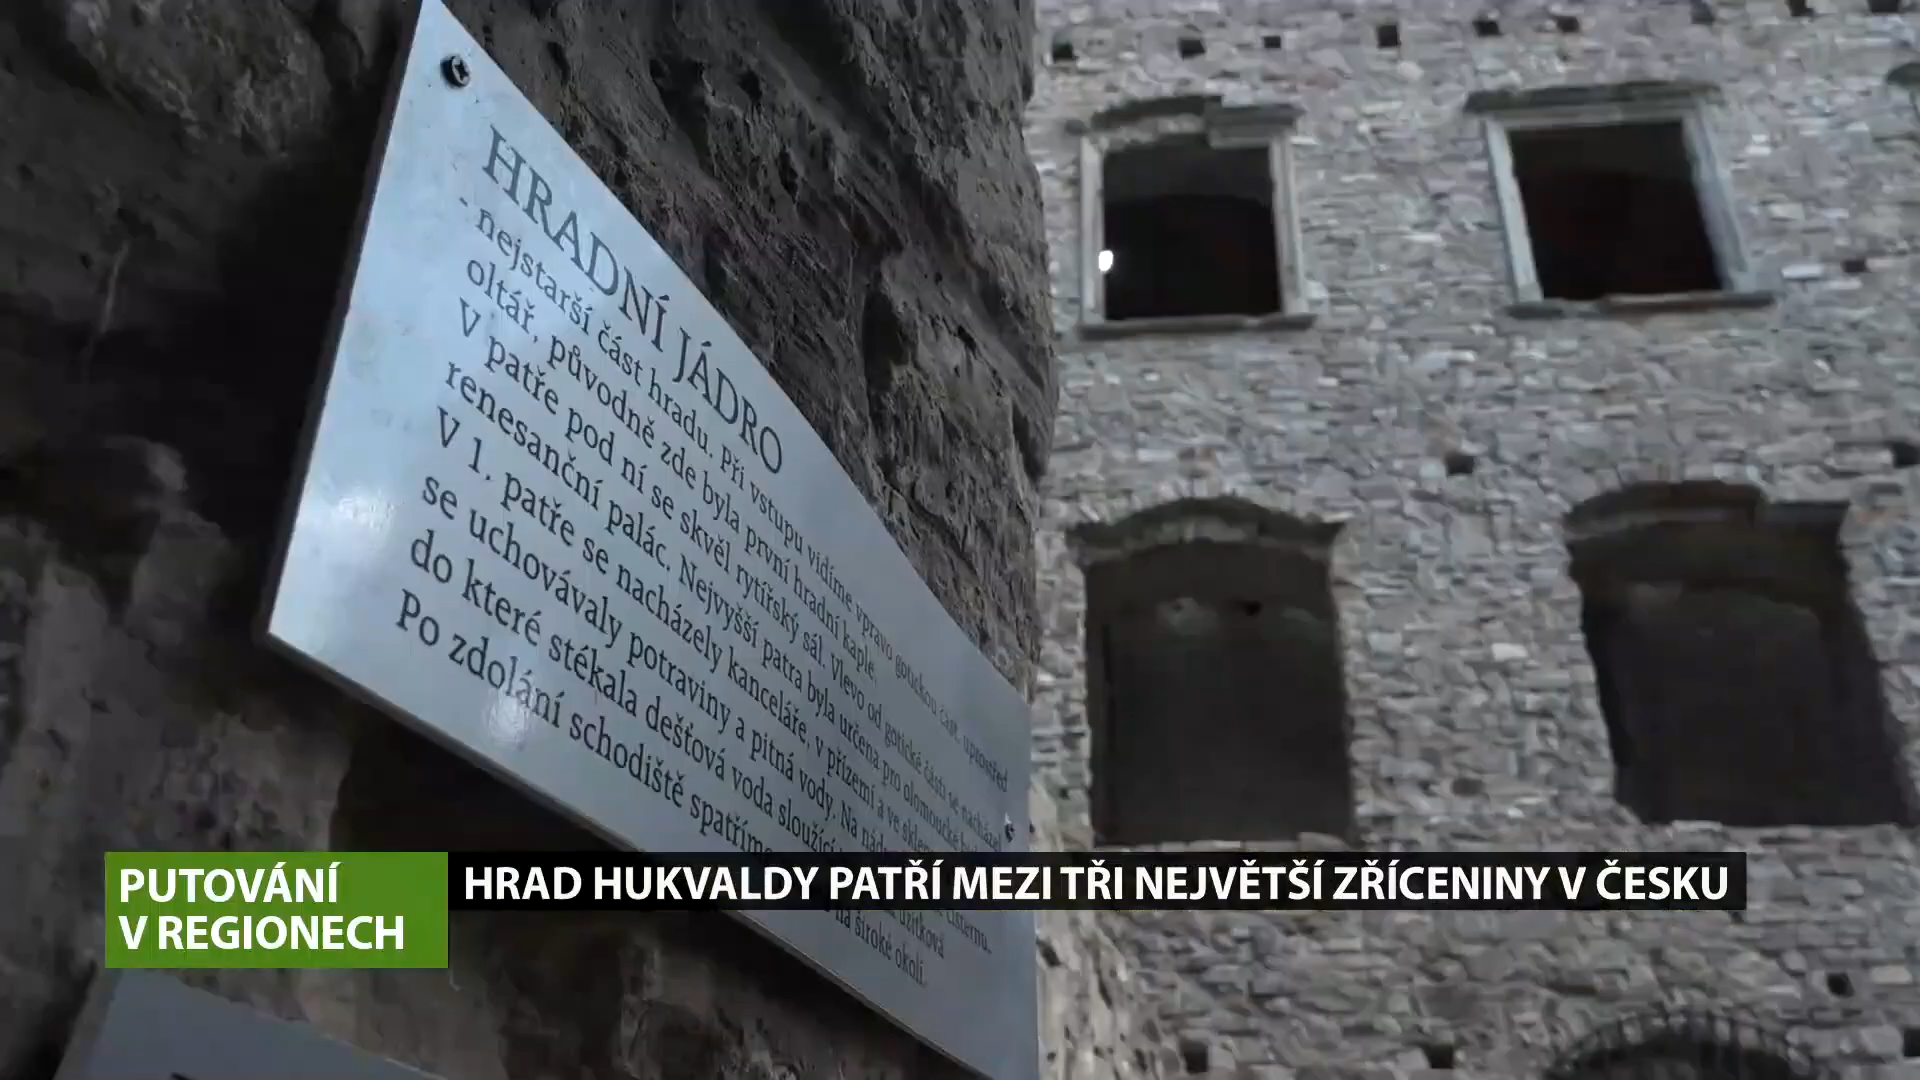 HRADNÍ JÁDRO
- nejstarší část hradu. Při vstupu vidíme vpravo gotickou část, uprostřed
oltář, původně zde byla první hradní kaple.
V patře pod ní se skvěl rytířský sál. Vlevo od gotické části se nacházel
renesanční palác. Nejvyšší patra byla určena pro olomoucké
V 1. patře se nacházely kanceláře, v přízemí a ve
se uchovávaly potraviny a pitná vody. Na
do které stékala dešťová voda sloužící užitková
Po zdolání schodiště spatříme na široké okolí.
PUTOVÁNÍ
V REGIONECH
HRAD HUKVALDY PATŘÍ MEZI TŘI NEJVĚTŠÍ ZŘÍCENINY V ČESKU